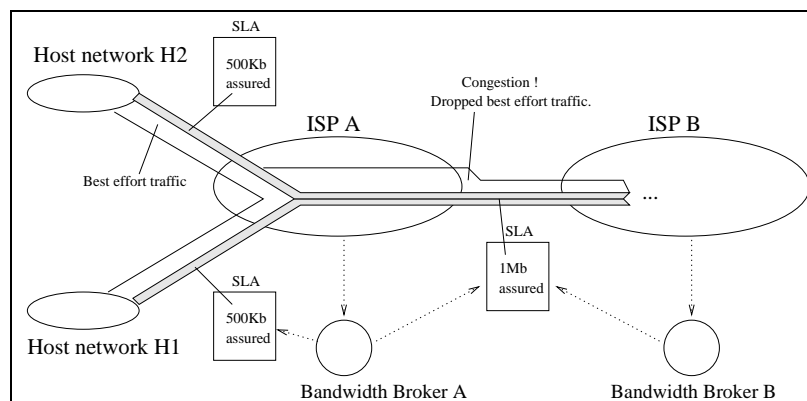 SLA
Host network H2
500Kb
assured
Congestion !
Dropped best effort traffic.
ISP A
ISP B
Best effort traffic
...
SLA
SLA
1Mb
assured
500Kb
assured
Host network H1
Bandwidth Broker A
Bandwidth Broker B